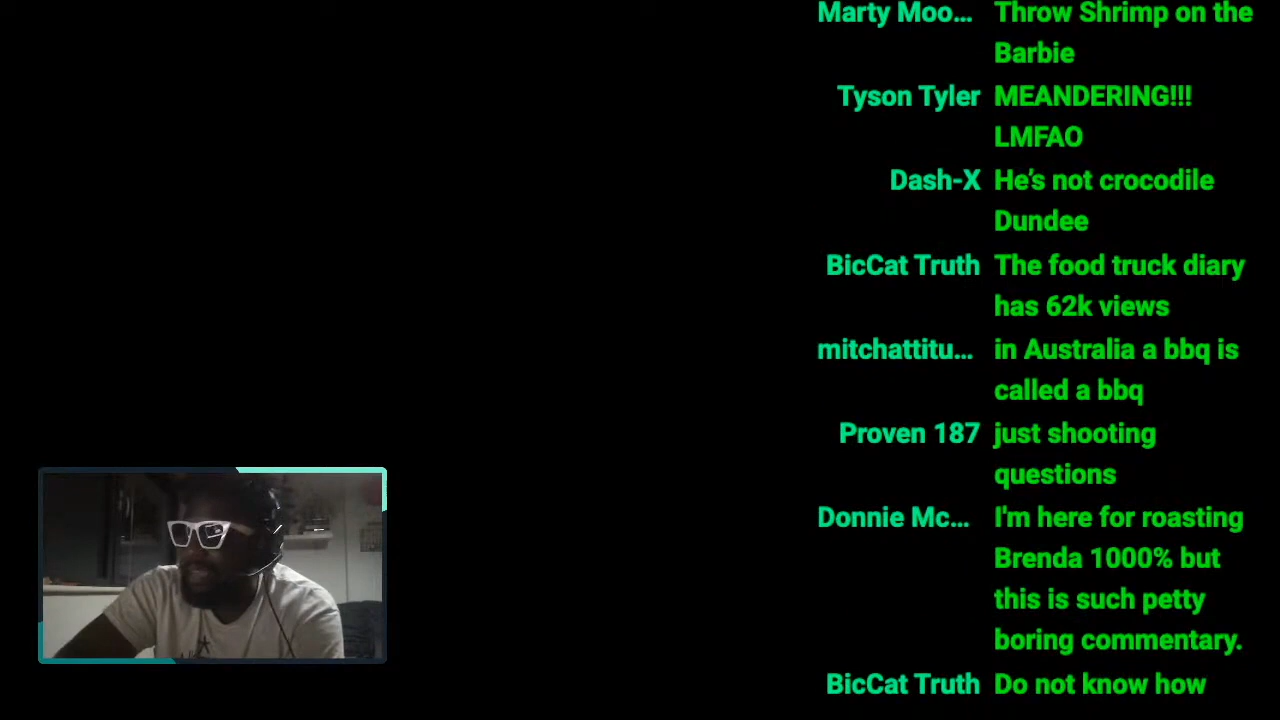 Marty Moo… Throw Shrimp on the
Barbie
Tyson Tyler MEANDERING!!!
LMFAO
Dash-X He’s not crocodile
Dundee
BicCat Truth The food truck diary
has 62k views
mitchattitu… in Australia a bbq is
called a bbq
Proven 187 just shooting
questions
Donnie Mc… I'm here for roasting
Brenda 1000% but
this is such petty
boring commentary.
BicCat Truth Do not know how